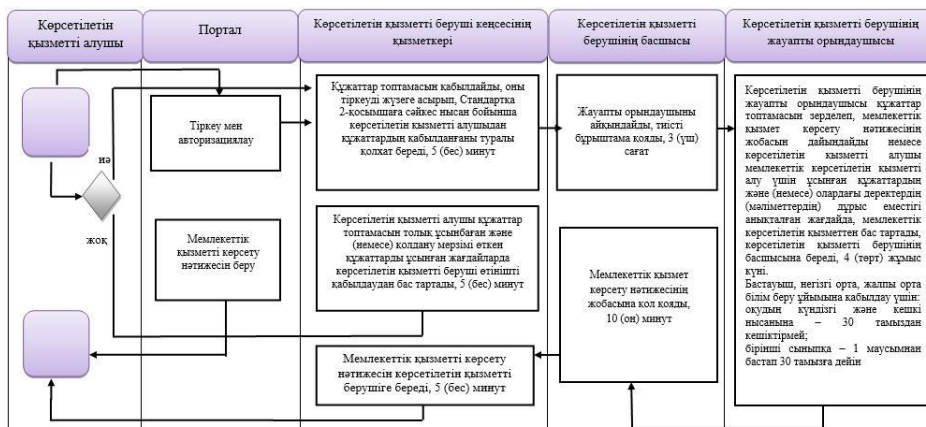 Көрсетілетін
қызметті алушы
Портал
Көрсетілетін қызметті беруші кеңсесінің
қызметкері
Көрсетілетін қызметті
берушінің басшысы
Көрсетілетін қызметті берушінің
жауапты орындаушысы
Тіркеу мен
авторизациялау
иә
жоқ
Мемлекеттік
қызметті көрсету
нәтижесін беру
Құжаттар топтамасын қабылдайды, оны
тіркеуді жүзеге асырып, Стандартқа
2-қосымшаға сәйкес нысан бойынша
көрсетілетін қызметті алушыдан
құжаттардың қабылданғаны туралы
қолхат береді, 5 (бес) минут
Көрсетілетін қызметті алушы құжаттар
топтамасын толық ұсынбаған және
(немесе) қолдану мерзімі өткен
құжаттарды ұсынған жағдайларда
көрсетілетін қызметті беруші өтінішті
қабылдаудан бас тартады, 5 (бес) минут
Мемлекеттік қызметті көрсету
нәтижесін көрсетілетін қызметті
берушіге береді, 5 (бес) минут
Жауапты орындаушыны
айқындайды, тиісті
бұрыштама қояды, 3 (үш)
сағат
Мемлекеттік қызмет
көрсету нәтижесінің
жобасына қол қояды,
10 (он) минут
Көрсетілетін қызметті берушінің
жауапты орындаушысы құжаттар
топтамасын зерделеп, мемлекеттік
қызмет көрсету нәтижесінің
жобасын дайындайды немесе
көрсетілетін қызметті алушы
мемлекеттік көрсетілетін қызметті
алу үшін ұсынған құжаттардың
және (немесе) олардағы деректердің
(мәліметтердің) дұрыс еместігі
анықталған жағдайда, мемлекеттік
көрсетілетін қызметтен бас тартады,
көрсетілетін қызметті берушінің
басшысына береді, 4 (төрт) жұмыс
күні.
Бастауыш, негізгі орта, жалпы орта
білім беру ұйымына қабылдау үшін:
оқудың күндізгі және кешкі
нысанына – 30 тамыздан
кешіктірмей;
бірінші сыныпқа – 1 маусымнан
бастап 30 тамызға дейін